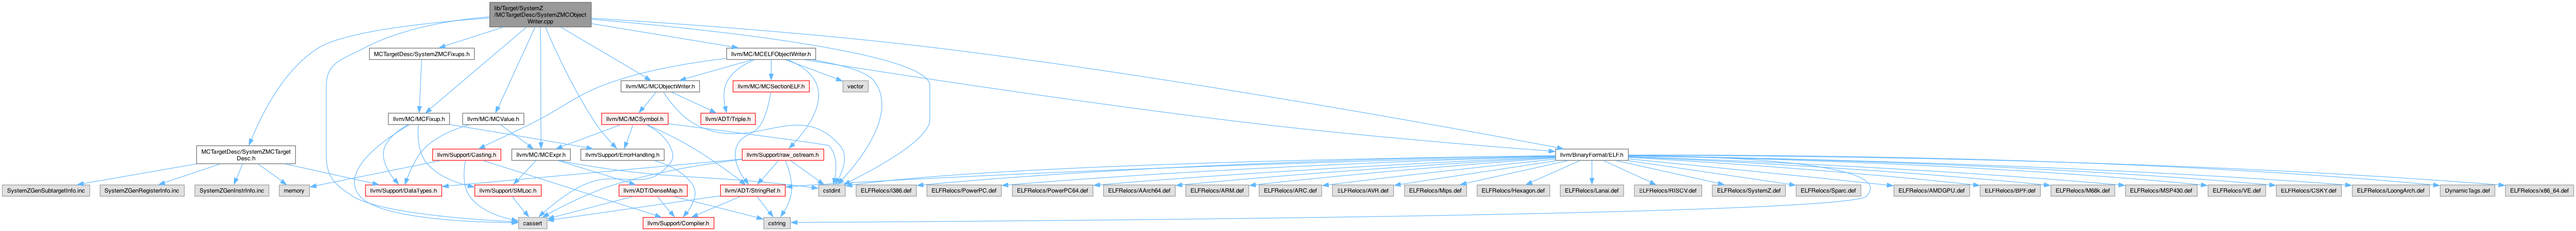 lib/Target/SystemZ
/MCTargetDesc/SystemZMCObject
Writer.cpp
MCTargetDesc/SystemZMCFixups.h
llvm/MC/MCELFObjectWriter.h
llvm/MC/MCObjectWriter.h
llvm/MC/MCSectionELF.h
vector
llvm/MC/MCFixup.h
llvm/MC/MCValue.h
llvm/MC/MCSymbol.h
llvm/ADT/Triple.h
MCTargetDesc/SystemZMCTarget
Desc.h
llvm/Support/Casting.h
llvm/MC/MCExpr.h
llvm/Support/ErrorHandling.h
llvm/Support/raw_ostream.h
llvm/BinaryFormat/ELF.h
SystemZGenSubtargetInfo.inc
SystemZGenRegisterInfo.inc
SystemZGenInstrInfo.inc
memory
llvm/Support/DataTypes.h
llvm/Support/SMLoc.h
llvm/ADT/DenseMap.h
llvm/ADT/StringRef.h
cstdint
ELFRelocs/i386.def
ELFRelocs/PowerPC.def
ELFRelocs/PowerPC64.def
ELFRelocs/AArch64.def
ELFRelocs/ARM.def
ELFRelocs/ARC.def
ELFRelocs/AVR.def
ELFRelocs/Mips.def
ELFRelocs/Hexagon.def
ELFRelocs/Lanai.def
ELFRelocs/RISCV.def
ELFRelocs/SystemZ.def
ELFRelocs/Sparc.def
ELFRelocs/AMDGPU.def
ELFRelocs/BPF.def
ELFRelocs/M68k.def
ELFRelocs/MSP430.def
ELFRelocs/VE.def
ELFRelocs/CSKY.def
ELFRelocs/LoongArch.def
DynamicTags.def
ELFRelocs/x86_64.def
cassert
llvm/Support/Compiler.h
cstring